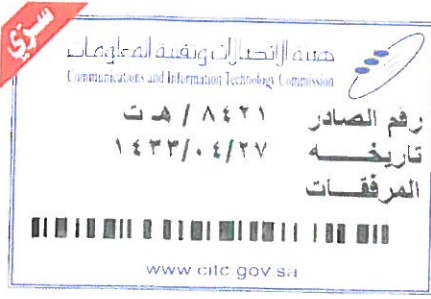 سري
هيئة الاتصالات وتقنية المعلومات
Communications and Information Technology Commission
رقم الصادر ٨٤٢١ / هـ ت
تاريخه ١٤٣٣/٠٤/٢٧
المرفقات
www.citc.gov.sa